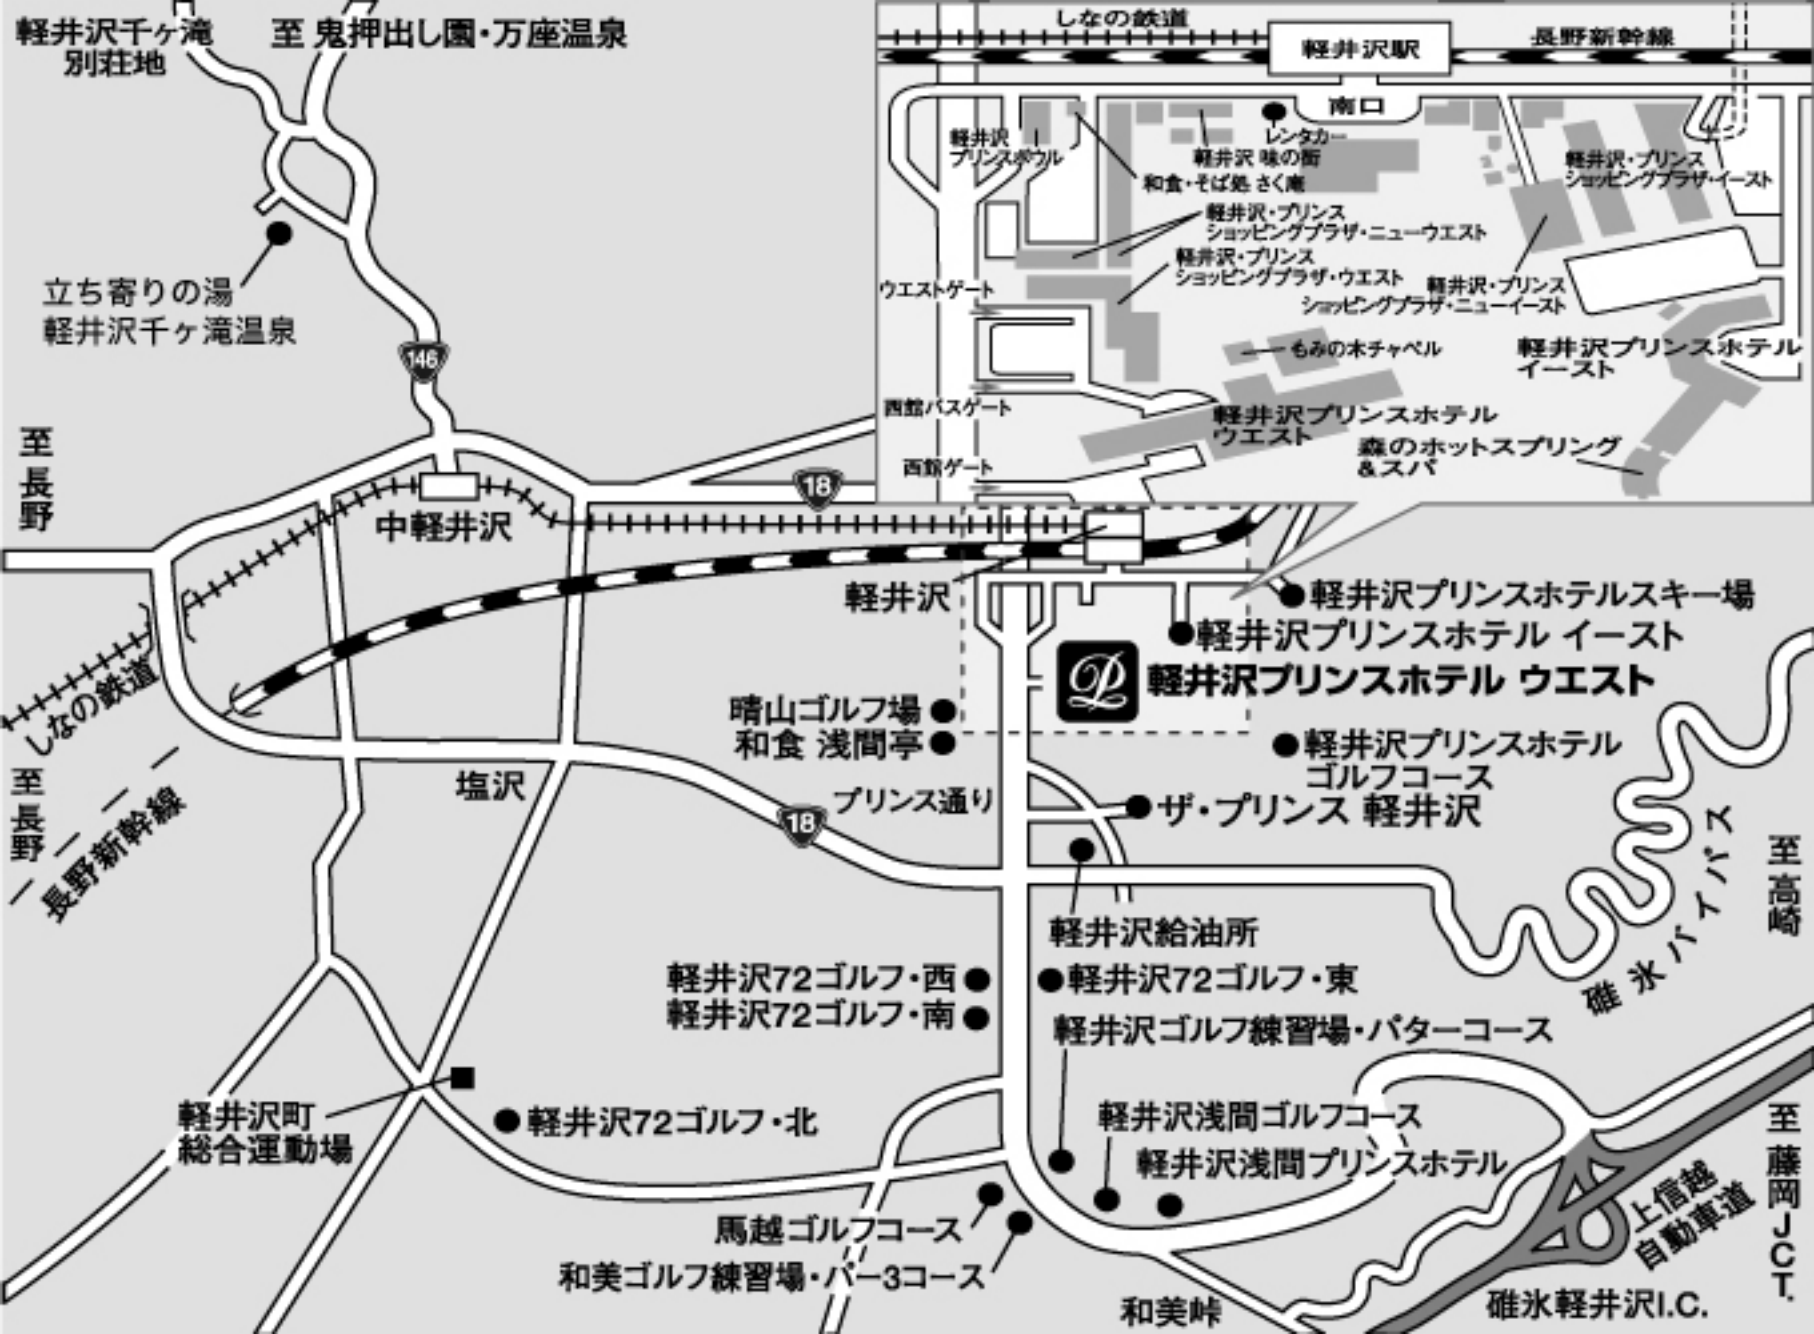 軽井沢千ヶ滝
別荘地
至 鬼押出し園・万座温泉
立ち寄りの湯
軽井沢千ヶ滝温泉
146
至長野
中軽井沢
18
しなの鉄道
軽井沢駅
長野新幹線
南口
レンタカー
軽井沢
プリンスボウル
軽井沢 味の街
和食・そば処 さく庵
軽井沢・プリンス
ショッピングプラザ・イースト
軽井沢・プリンス
ショッピングプラザ・ニューウエスト
軽井沢・プリンス
ショッピングプラザ・ウエスト
軽井沢・プリンス
ショッピングプラザ・ニューイースト
ウエストゲート
もみの木チャペル
軽井沢プリンスホテル
イースト
西館バスゲート
軽井沢プリンスホテル
ウエスト
森のホットスプリング
&スパ
西館ゲート
軽井沢
軽井沢プリンスホテルスキー場
軽井沢プリンスホテル イースト
P
軽井沢プリンスホテル ウエスト
しなの鉄道
至長野
長野新幹線
晴山ゴルフ場
和食 浅間亭
軽井沢プリンスホテル
ゴルフコース
塩沢
プリンス通り
18
ザ・プリンス 軽井沢
碓氷バイパス
至高崎
軽井沢給油所
軽井沢72ゴルフ・西
軽井沢72ゴルフ・東
軽井沢72ゴルフ・南
軽井沢ゴルフ練習場・パターコース
軽井沢町
総合運動場
軽井沢72ゴルフ・北
軽井沢浅間ゴルフコース
軽井沢浅間プリンスホテル
馬越ゴルフコース
和美ゴルフ練習場・パー3コース
和美峠
上信越
自動車道
至藤岡JCT.
碓氷軽井沢I.C.